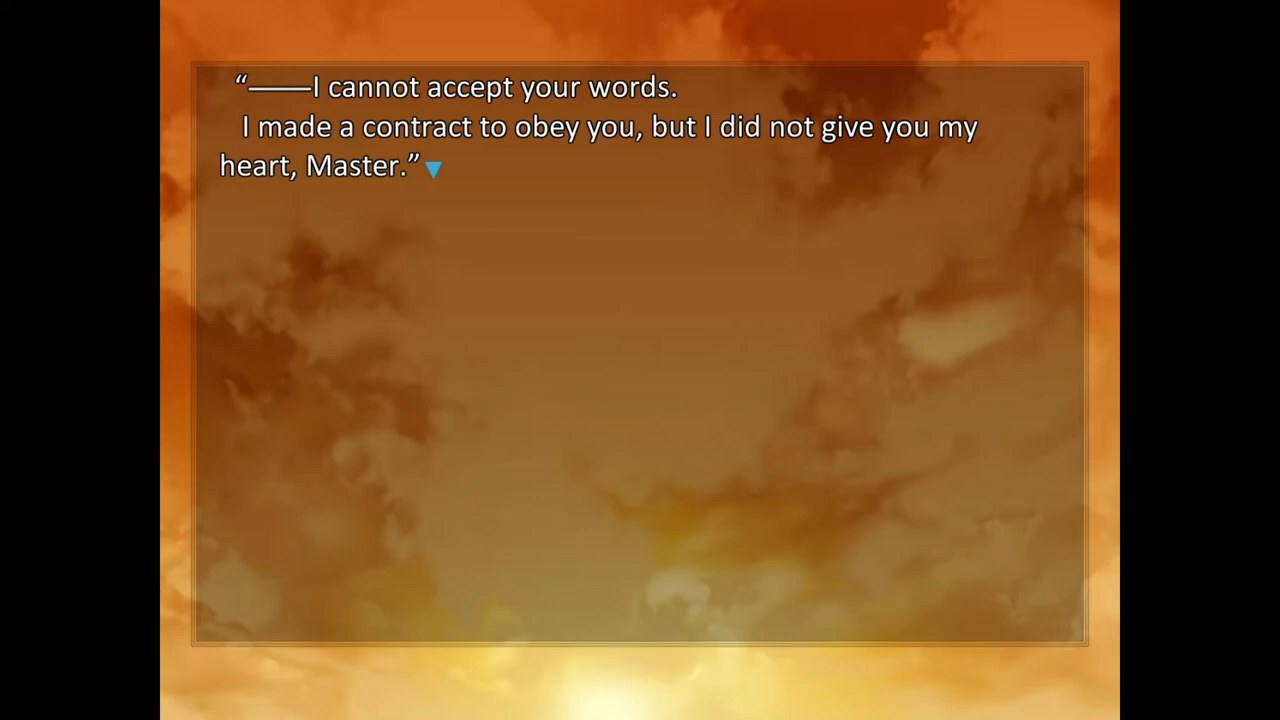 “———I cannot accept your words.
I made a contract to obey you, but I did not give you my
heart, Master.”